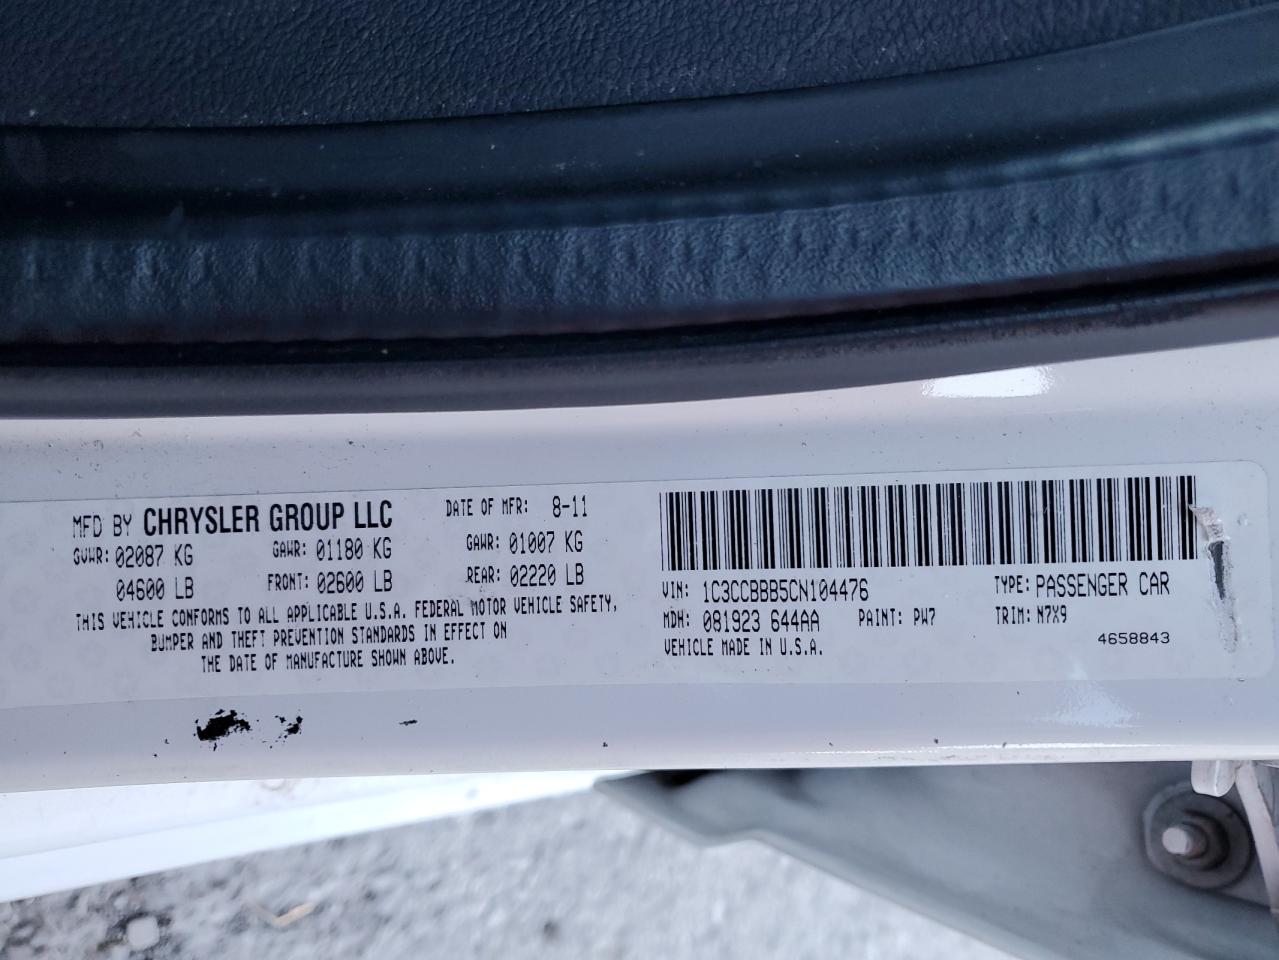 MFD BY CHRYSLER GROUP LLC DATE OF MFR: 8-11
GVWR: 02087 KG GAWR: 01180 KG GAWR: 01007 KG
04600 LB FRONT: 02600 LB REAR: 02220 LB
THIS VEHICLE CONFORMS TO ALL APPLICABLE U.S.A. FEDERAL MOTOR VEHICLE SAFETY,
BUMPER AND THEFT PREVENTION STANDARDS IN EFFECT ON
THE DATE OF MANUFACTURE SHOWN ABOVE.
VIN: 1C3CCBBB5CN104476 TYPE: PASSENGER CAR
MDH: 081923 644AA PAINT: PW7 TRIM: N7X9
VEHICLE MADE IN U.S.A.
4658843